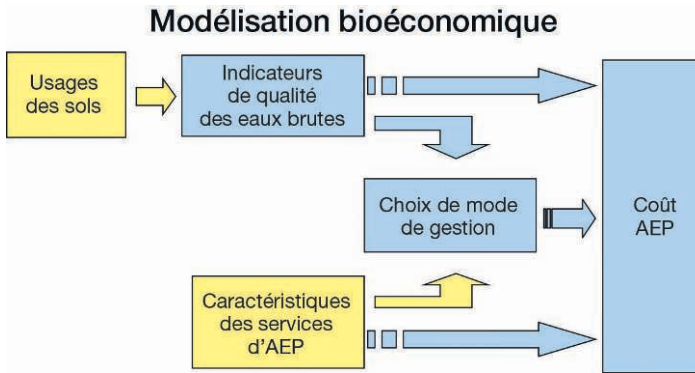 Modélisation bioéconomique
Usages
des sols
Indicateurs
de qualité
des eaux brutes
Choix de mode
de gestion
Coût
AEP
Caractéristiques
des services
d'AEP